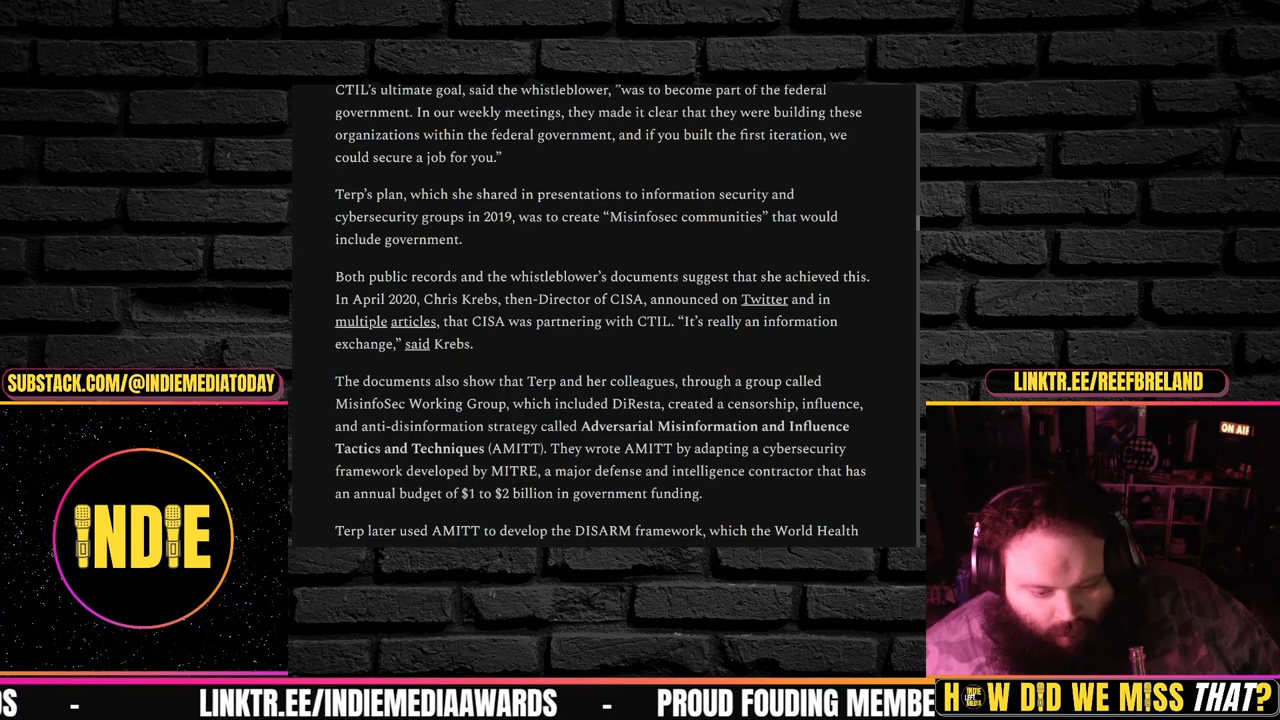 CTIL's ultimate goal, said the whistleblower, ”was to become part of the federal
government. In our weekly meetings, they made it clear that they were building these
organizations within the federal government, and if you built the first iteration, we
could secure a job for you.”
Terp’s plan, which she shared in presentations to information security and
cybersecurity groups in 2019, was to create “Misinfosec communities” that would
include government.
Both public records and the whistleblower’s documents suggest that she achieved this.
In April 2020, Chris Krebs, then-Director of CISA, announced on Twitter and in
multiple articles, that CISA was partnering with CTIL. “It’s really an information
exchange,” said Krebs.
The documents also show that Terp and her colleagues, through a group called
MisinfoSec Working Group, which included DiResta, created a censorship, influence,
and anti-disinformation strategy called Adversarial Misinformation and Influence
Tactics and Techniques (AMITT). They wrote AMITT by adapting a cybersecurity
framework developed by MITRE, a major defense and intelligence contractor that has
an annual budget of $1 to $2 billion in government funding.
Terp later used AMITT to develop the DISARM framework, which the World Health
SUBSTACK.COM/@INDIEMEDIATODAY
INDIE
LINKTR.EE/REEFBRELAND
ON AIR
DS - LINKTR.EE/INDIEMEDIAAWARDS - PROUD FOUDING MEMBE
HOW DID WE MISS THAT?
INDIE LEFT MEDIA